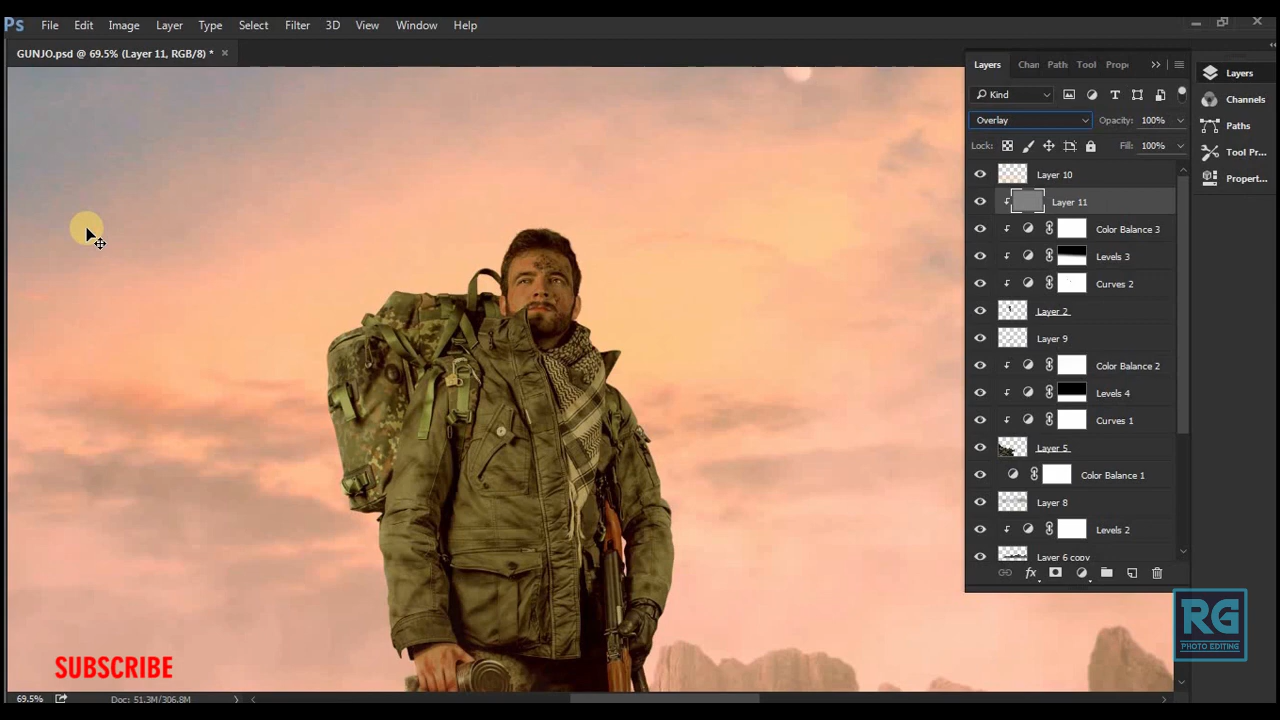 Ps File Edit Image Layer Type Select Filter 3D View Window Help
GUNJO.psd @ 69.5% (Layer 11, RGB/8) * ×
Layers Chan Path Tool Prope
Layers
Kind
Channels
Overlay Opacity: 100%
Paths
Lock: Fill: 100%
Tool Pr...
Layer 10
Propert...
Layer 11
Color Balance 3
Levels 3
Curves 2
Layer 2
Layer 9
Color Balance 2
Levels 4
Curves 1
Layer 5
Color Balance 1
Layer 8
Levels 2
Layer 6 copy
fx
RG
PHOTO EDITING
SUBSCRIBE
69.5% Doc: 51.3M/306.8M